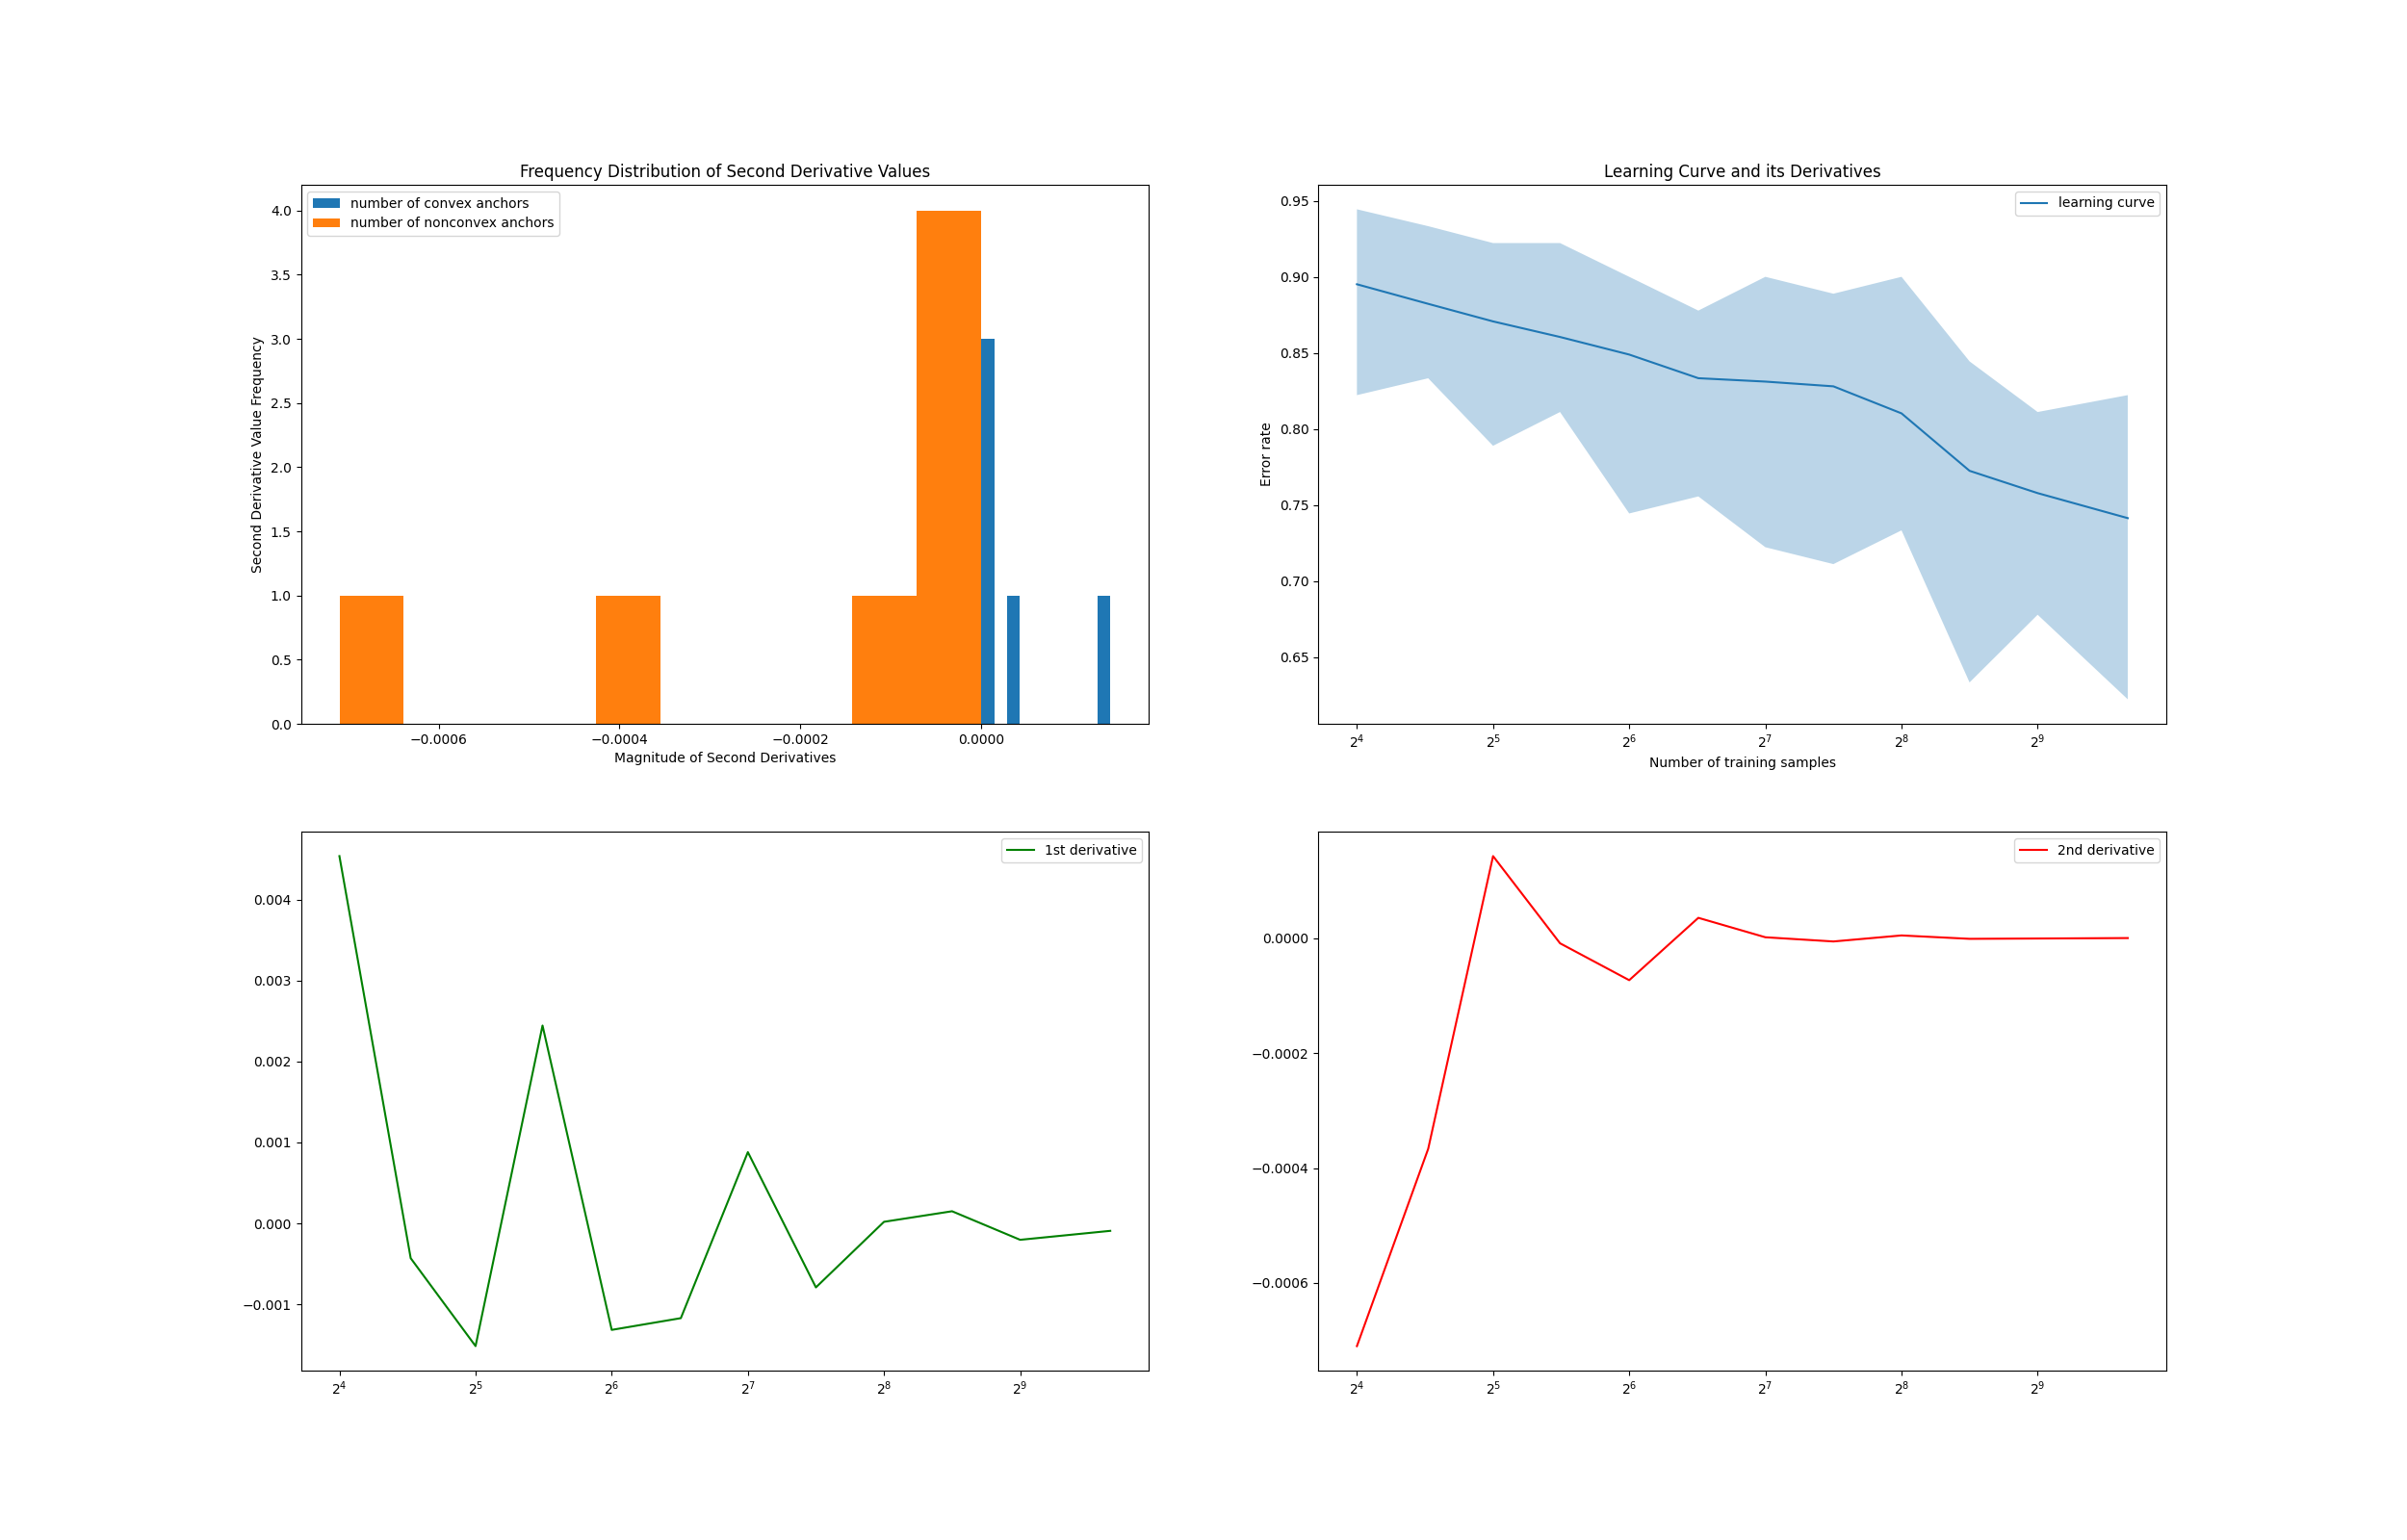 Frequency Distribution of Second Derivative Values
number of convex anchors
number of nonconvex anchors
4.0
3.5
3.0
2.5
2.0
1.5
1.0
0.5
0.0
Second Derivative Value Frequency
−0.0006 −0.0004 −0.0002 0.0000
Magnitude of Second Derivatives
Learning Curve and its Derivatives
learning curve
0.95
0.90
0.85
0.80
0.75
0.70
0.65
Error rate
2⁴ 2⁵ 2⁶ 2⁷ 2⁸ 2⁹
Number of training samples
1st derivative
0.004
0.003
0.002
0.001
0.000
−0.001
2⁴ 2⁵ 2⁶ 2⁷ 2⁸ 2⁹
2nd derivative
0.0000
−0.0002
−0.0004
−0.0006
2⁴ 2⁵ 2⁶ 2⁷ 2⁸ 2⁹